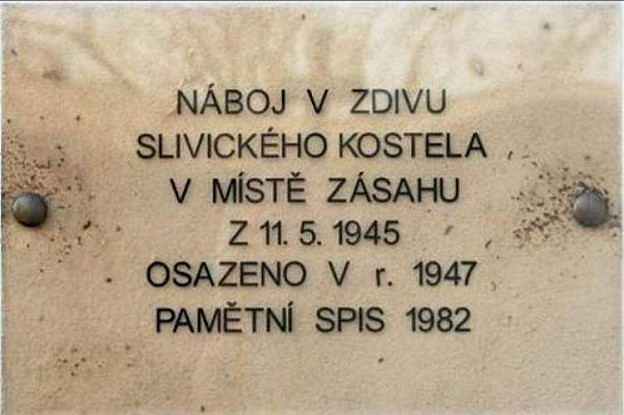 NÁBOJ V ZDIVU
SLIVICKÉHO KOSTELA
V MÍSTĚ ZÁSAHU
Z 11. 5. 1945
OSAZENO V r. 1947
PAMĚTNÍ SPIS 1982